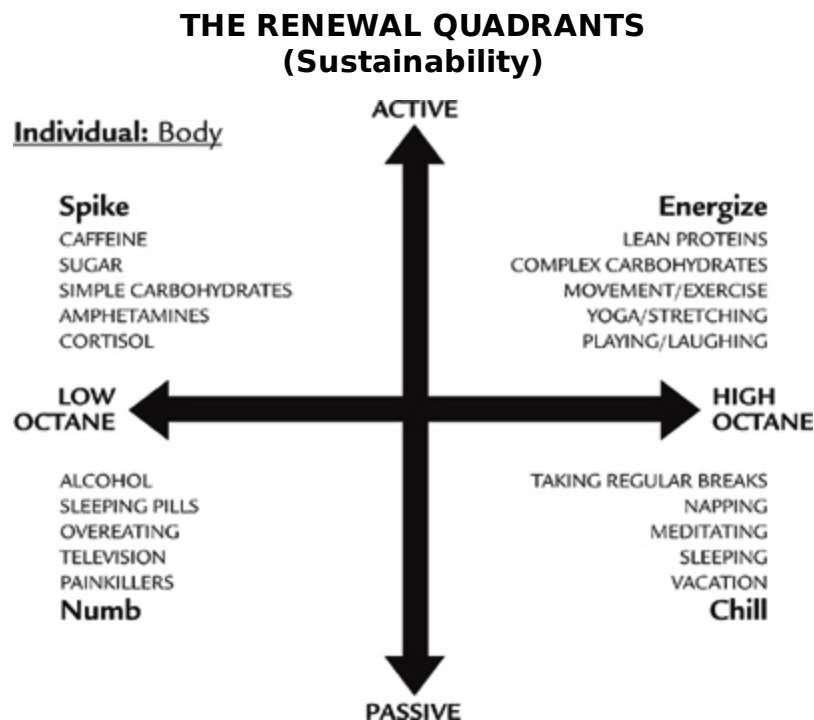 THE RENEWAL QUADRANTS
(Sustainability)
ACTIVE
Individual: Body
Spike
CAFFEINE
SUGAR
SIMPLE CARBOHYDRATES
AMPHETAMINES
CORTISOL
Energize
LEAN PROTEINS
COMPLEX CARBOHYDRATES
MOVEMENT/EXERCISE
YOGA/STRETCHING
PLAYING/LAUGHING
LOW
OCTANE
HIGH
OCTANE
ALCOHOL
SLEEPING PILLS
OVEREATING
TELEVISION
PAINKILLERS
Numb
TAKING REGULAR BREAKS
NAPPING
MEDITATING
SLEEPING
VACATION
Chill
PASSIVE